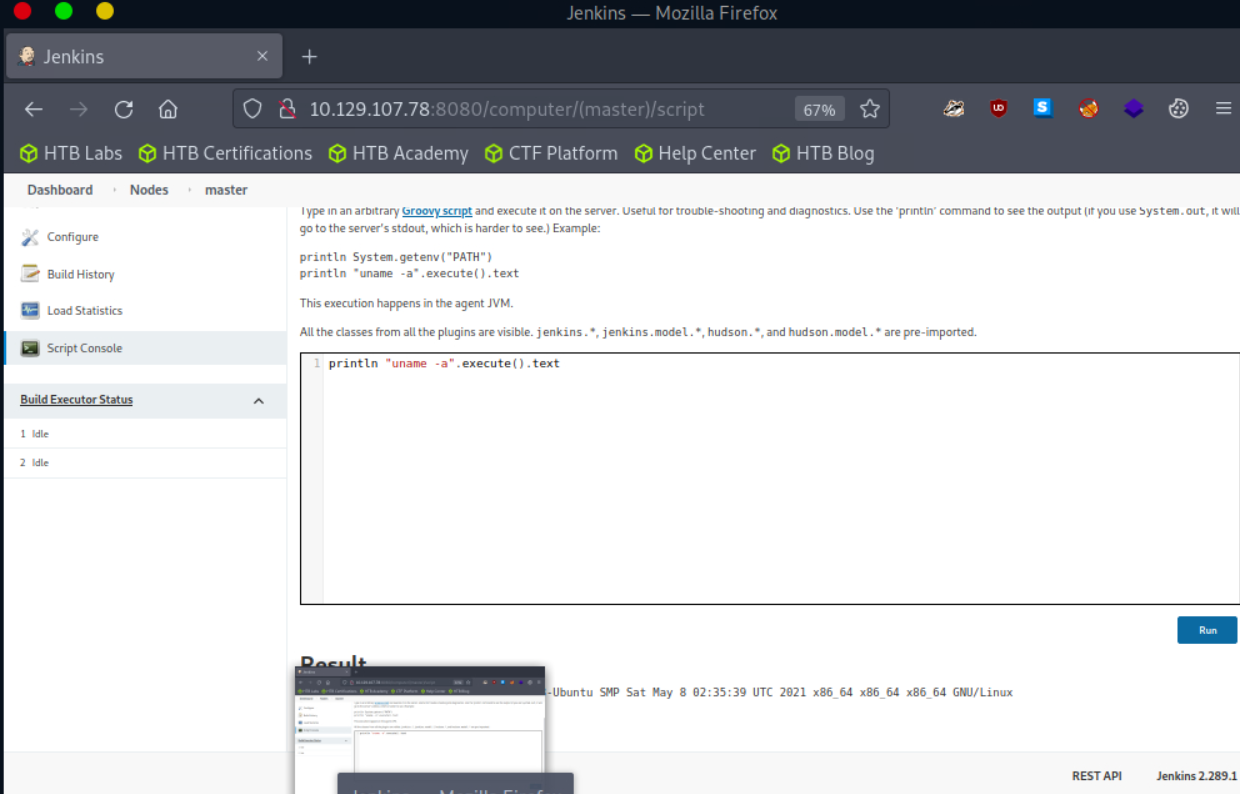 Jenkins — Mozilla Firefox
Jenkins
10.129.107.78:8080/computer/(master)/script
67%
HTB Labs
HTB Certifications
HTB Academy
CTF Platform
Help Center
HTB Blog
Dashboard
Nodes
master
Configure
Build History
Load Statistics
Script Console
Build Executor Status
1 Idle
2 Idle
Type in an arbitrary Groovy script and execute it on the server. Useful for trouble-shooting and diagnostics. Use the 'println' command to see the output (if you use System.out, it will
go to the server's stdout, which is harder to see.) Example:
println System.getenv("PATH")
println "uname -a".execute().text
This execution happens in the agent JVM.
All the classes from all the plugins are visible. jenkins.*, jenkins.model.*, hudson.*, and hudson.model.* are pre-imported.
1 println "uname -a".execute().text
Run
Result
-Ubuntu SMP Sat May 8 02:35:39 UTC 2021 x86_64 x86_64 x86_64 GNU/Linux
REST API
Jenkins 2.289.1